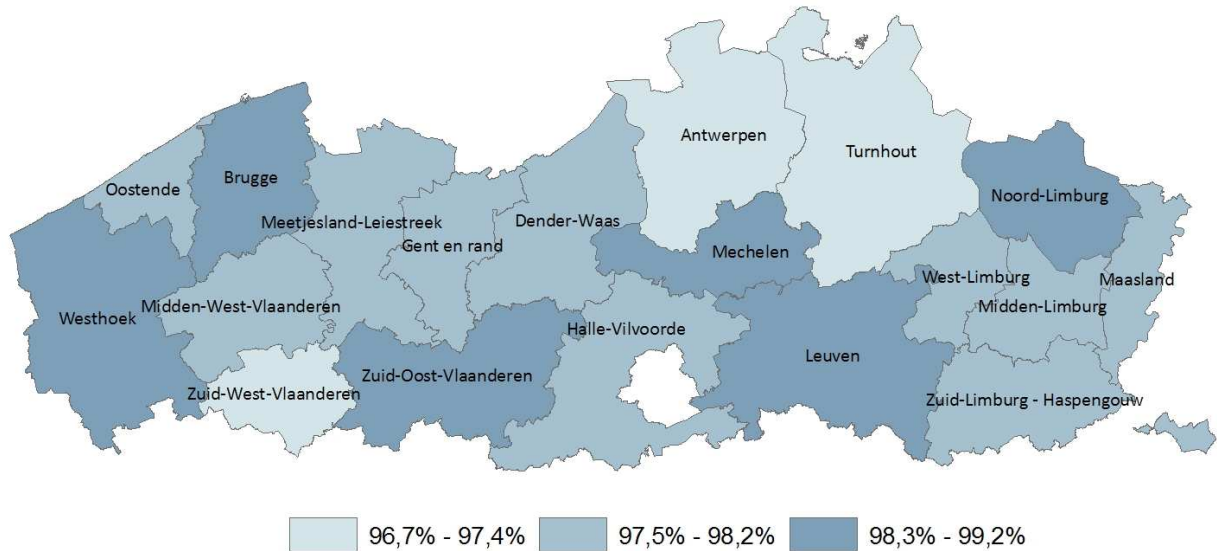 Antwerpen
Turnhout
Oostende
Brugge
Noord-Limburg
Meetjesland-Leiestreek
Dender-Waas
Gent en rand
Mechelen
West-Limburg
Maasland
Midden-West-Vlaanderen
Midden-Limburg
Westhoek
Halle-Vilvoorde
Leuven
Zuid-Oost-Vlaanderen
Zuid-West-Vlaanderen
Zuid-Limburg - Haspengouw
96,7% - 97,4%
97,5% - 98,2%
98,3% - 99,2%